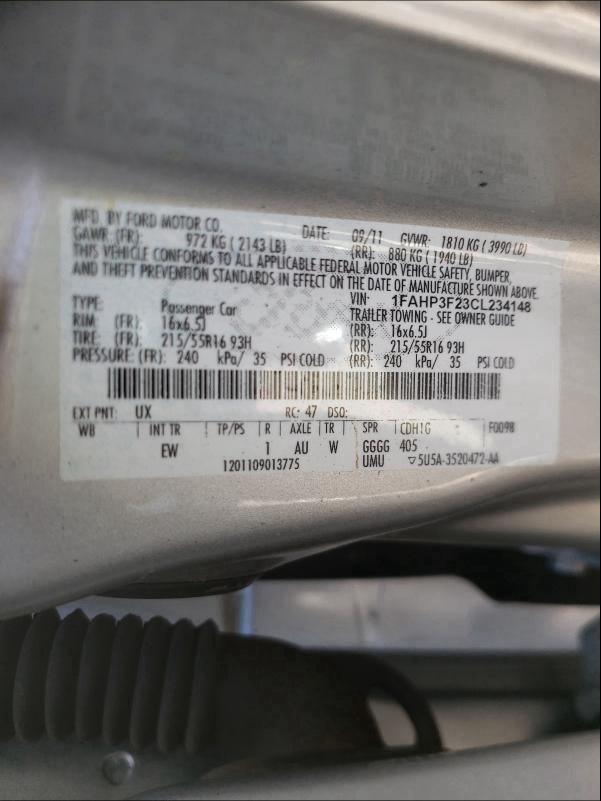 MFD. BY FORD MOTOR CO. DATE: 09/11 GVWR: 1810 KG ( 3990 LB)
GAWR: (FR): 972 KG ( 2143 LB) (RR): 880 KG ( 1940 LB)
THIS VEHICLE CONFORMS TO ALL APPLICABLE FEDERAL MOTOR VEHICLE SAFETY, BUMPER,
AND THEFT PREVENTION STANDARDS IN EFFECT ON THE DATE OF MANUFACTURE SHOWN ABOVE.
VIN: 1FAHP3F23CL234148
TYPE: Passenger Car TRAILER TOWING - SEE OWNER GUIDE
RIM: (FR): 16x6.5J (RR): 16x6.5J
TIRE: (FR): 215/55R16 93H (RR): 215/55R16 93H
PRESSURE: (FR): 240 kPa/ 35 PSI COLD (RR): 240 kPa/ 35 PSI COLD
EXT PNT: UX RC: 47 DSO:
WB INT TR TP/PS R AXLE TR SPR CDH1G F0098
EW 1 AU W GGGG 405
1201109013775 UMU ▽5U5A-3520472-AA